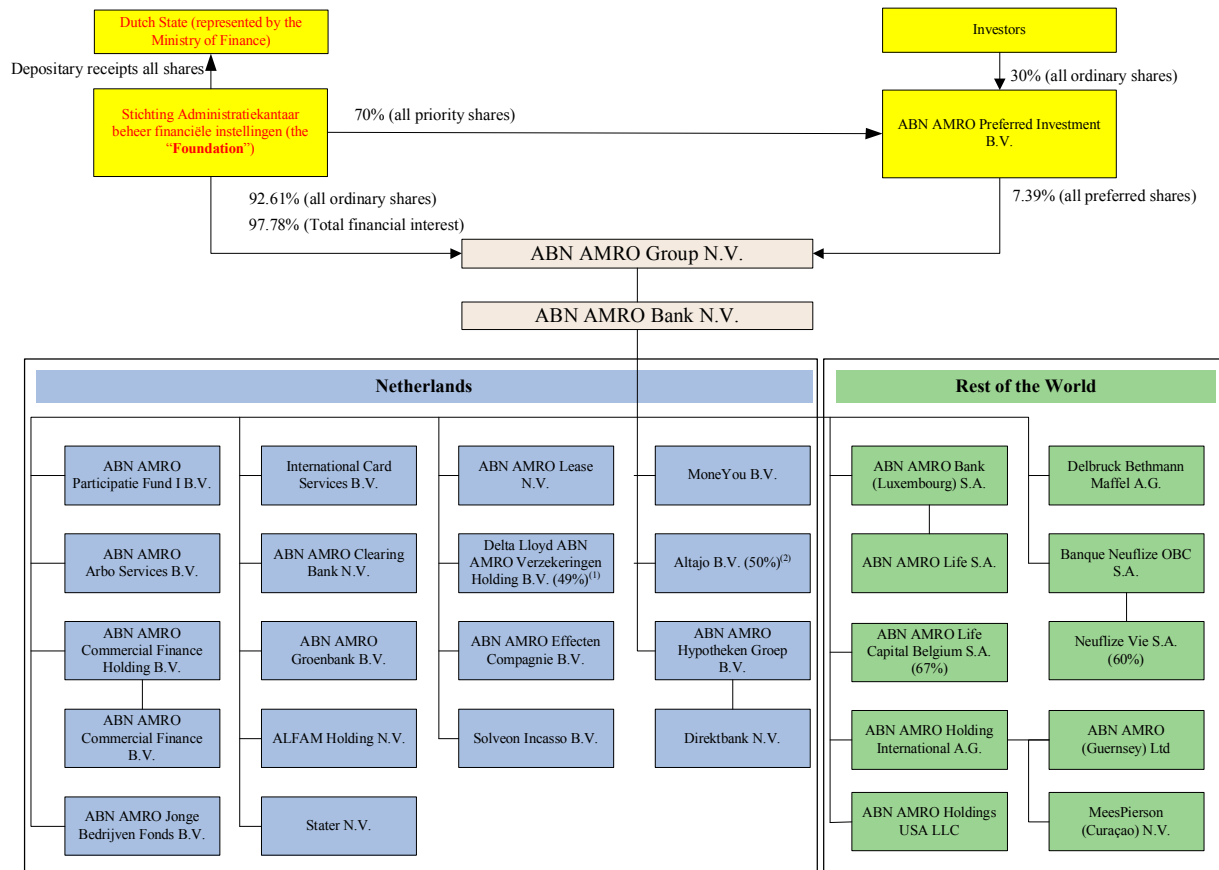 Dutch State (represented by the
Ministry of Finance)
Investors
Depositary receipts all shares
30% (all ordinary shares)
Stichting Administratiekantaar
beheer financiële instellingen (the
“Foundation”)
70% (all priority shares)
ABN AMRO Preferred Investment
B.V.
92.61% (all ordinary shares)
97.78% (Total financial interest)
7.39% (all preferred shares)
ABN AMRO Group N.V.
ABN AMRO Bank N.V.
Netherlands
ABN AMRO
Participatie Fund I B.V.
International Card
Services B.V.
ABN AMRO Lease
N.V.
MoneYou B.V.
ABN AMRO
Arbo Services B.V.
ABN AMRO Clearing
Bank N.V.
Delta Lloyd ABN
AMRO Verzekeringen
Holding B.V. (49%)(1)
Altajo B.V. (50%)(2)
ABN AMRO
Commercial Finance
Holding B.V.
ABN AMRO
Groenbank B.V.
ABN AMRO Effecten
Compagnie B.V.
ABN AMRO
Hypotheken Groep
B.V.
ABN AMRO
Commercial Finance
B.V.
ALFAM Holding N.V.
Solveon Incasso B.V.
Direktbank N.V.
ABN AMRO Jonge
Bedrijven Fonds B.V.
Stater N.V.
Rest of the World
ABN AMRO Bank
(Luxembourg) S.A.
Delbruck Bethmann
Maffel A.G.
ABN AMRO Life S.A.
Banque Neuflize OBC
S.A.
ABN AMRO Life
Capital Belgium S.A.
(67%)
Neuflize Vie S.A.
(60%)
ABN AMRO Holding
International A.G.
ABN AMRO
(Guernsey) Ltd
ABN AMRO Holdings
USA LLC
MeesPierson
(Curaçao) N.V.